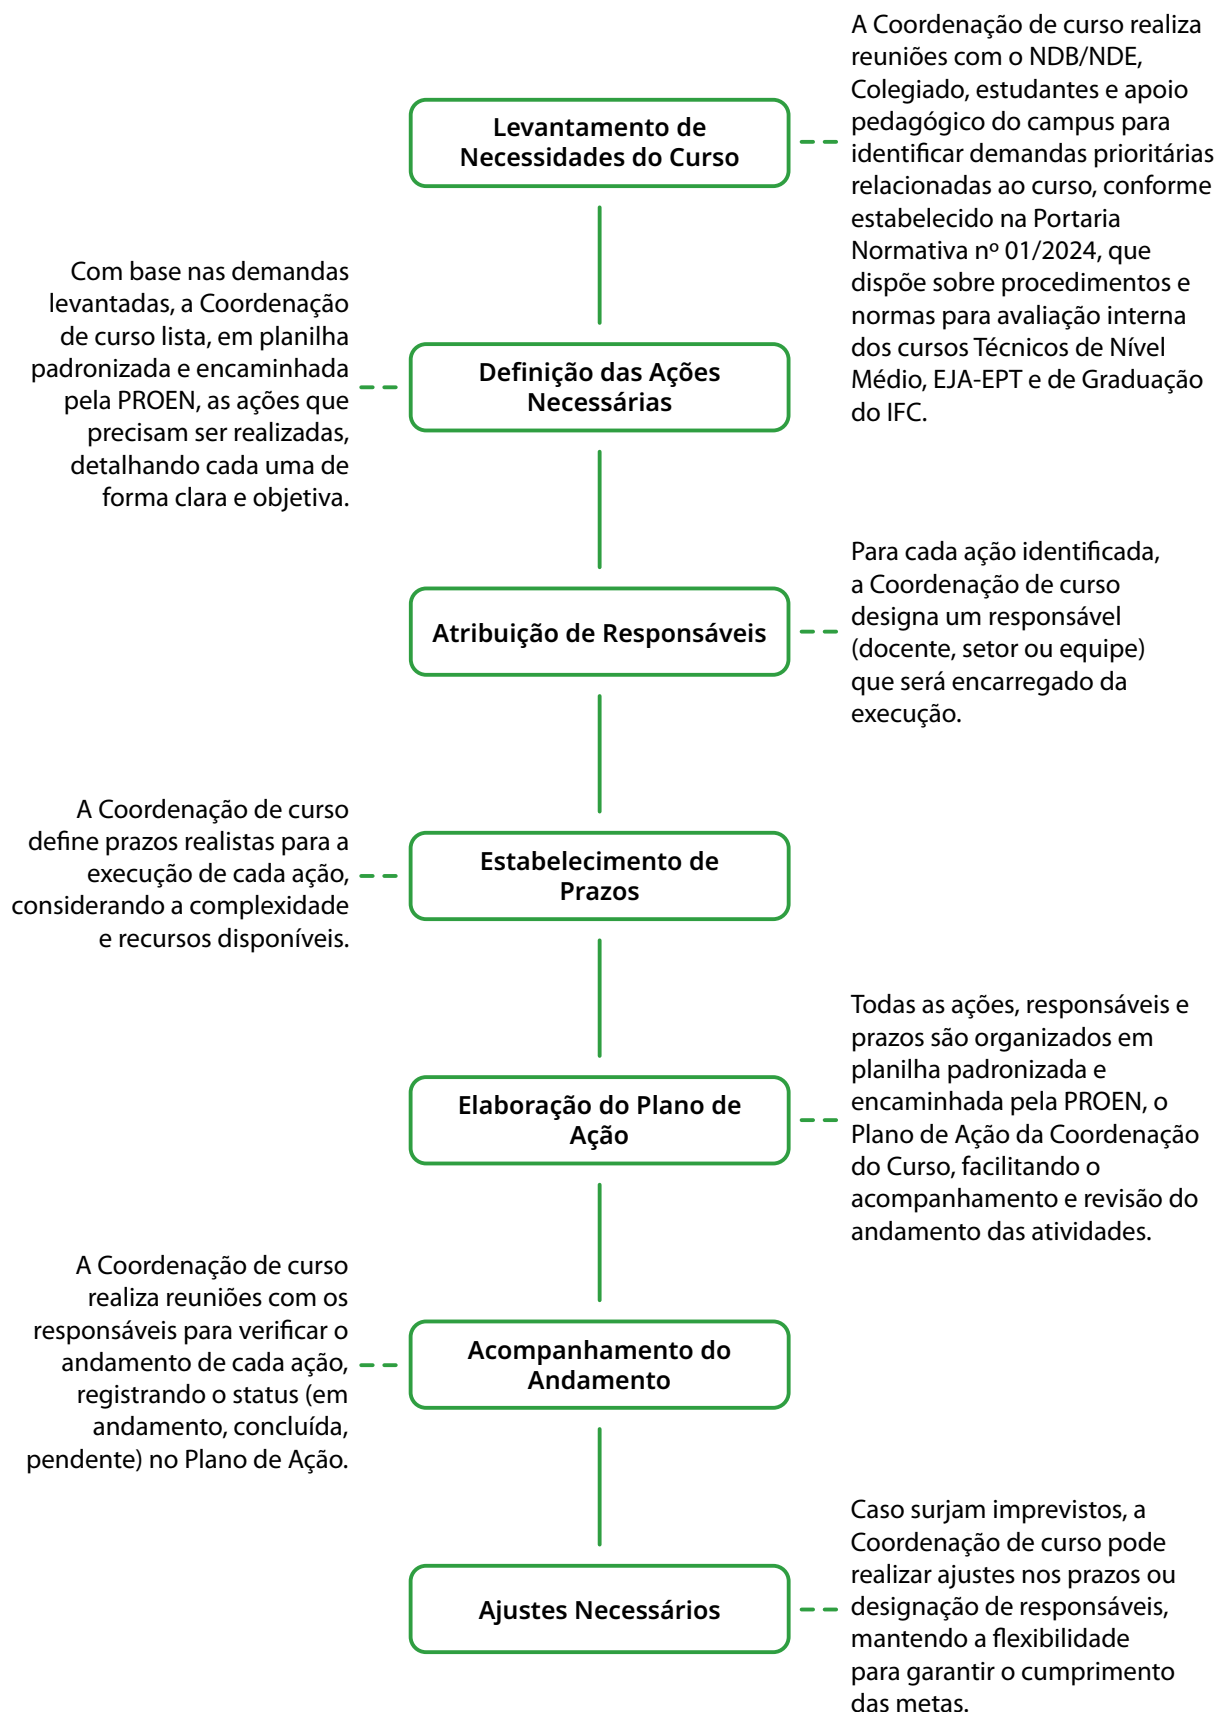 Levantamento de
Necessidades do Curso
A Coordenação de curso realiza
reuniões com o NDB/NDE,
Colegiado, estudantes e apoio
pedagógico do campus para
identificar demandas prioritárias
relacionadas ao curso, conforme
estabelecido na Portaria
Normativa nº 01/2024, que
dispõe sobre procedimentos e
normas para avaliação interna
dos cursos Técnicos de Nível
Médio, EJA-EPT e de Graduação
do IFC.
Definição das Ações
Necessárias
Com base nas demandas
levantadas, a Coordenação
de curso lista, em planilha
padronizada e encaminhada
pela PROEN, as ações que
precisam ser realizadas,
detalhando cada uma de
forma clara e objetiva.
Atribuição de Responsáveis
Para cada ação identificada,
a Coordenação de curso
designa um responsável
(docente, setor ou equipe)
que será encarregado da
execução.
Estabelecimento de
Prazos
A Coordenação de curso
define prazos realistas para a
execução de cada ação,
considerando a complexidade
e recursos disponíveis.
Elaboração do Plano de
Ação
Todas as ações, responsáveis e
prazos são organizados em
planilha padronizada e
encaminhada pela PROEN, o
Plano de Ação da Coordenação
do Curso, facilitando o
acompanhamento e revisão do
andamento das atividades.
Acompanhamento do
Andamento
A Coordenação de curso
realiza reuniões com os
responsáveis para verificar o
andamento de cada ação,
registrando o status (em
andamento, concluída,
pendente) no Plano de Ação.
Ajustes Necessários
Caso surjam imprevistos, a
Coordenação de curso pode
realizar ajustes nos prazos ou
designação de responsáveis,
mantendo a flexibilidade
para garantir o cumprimento
das metas.